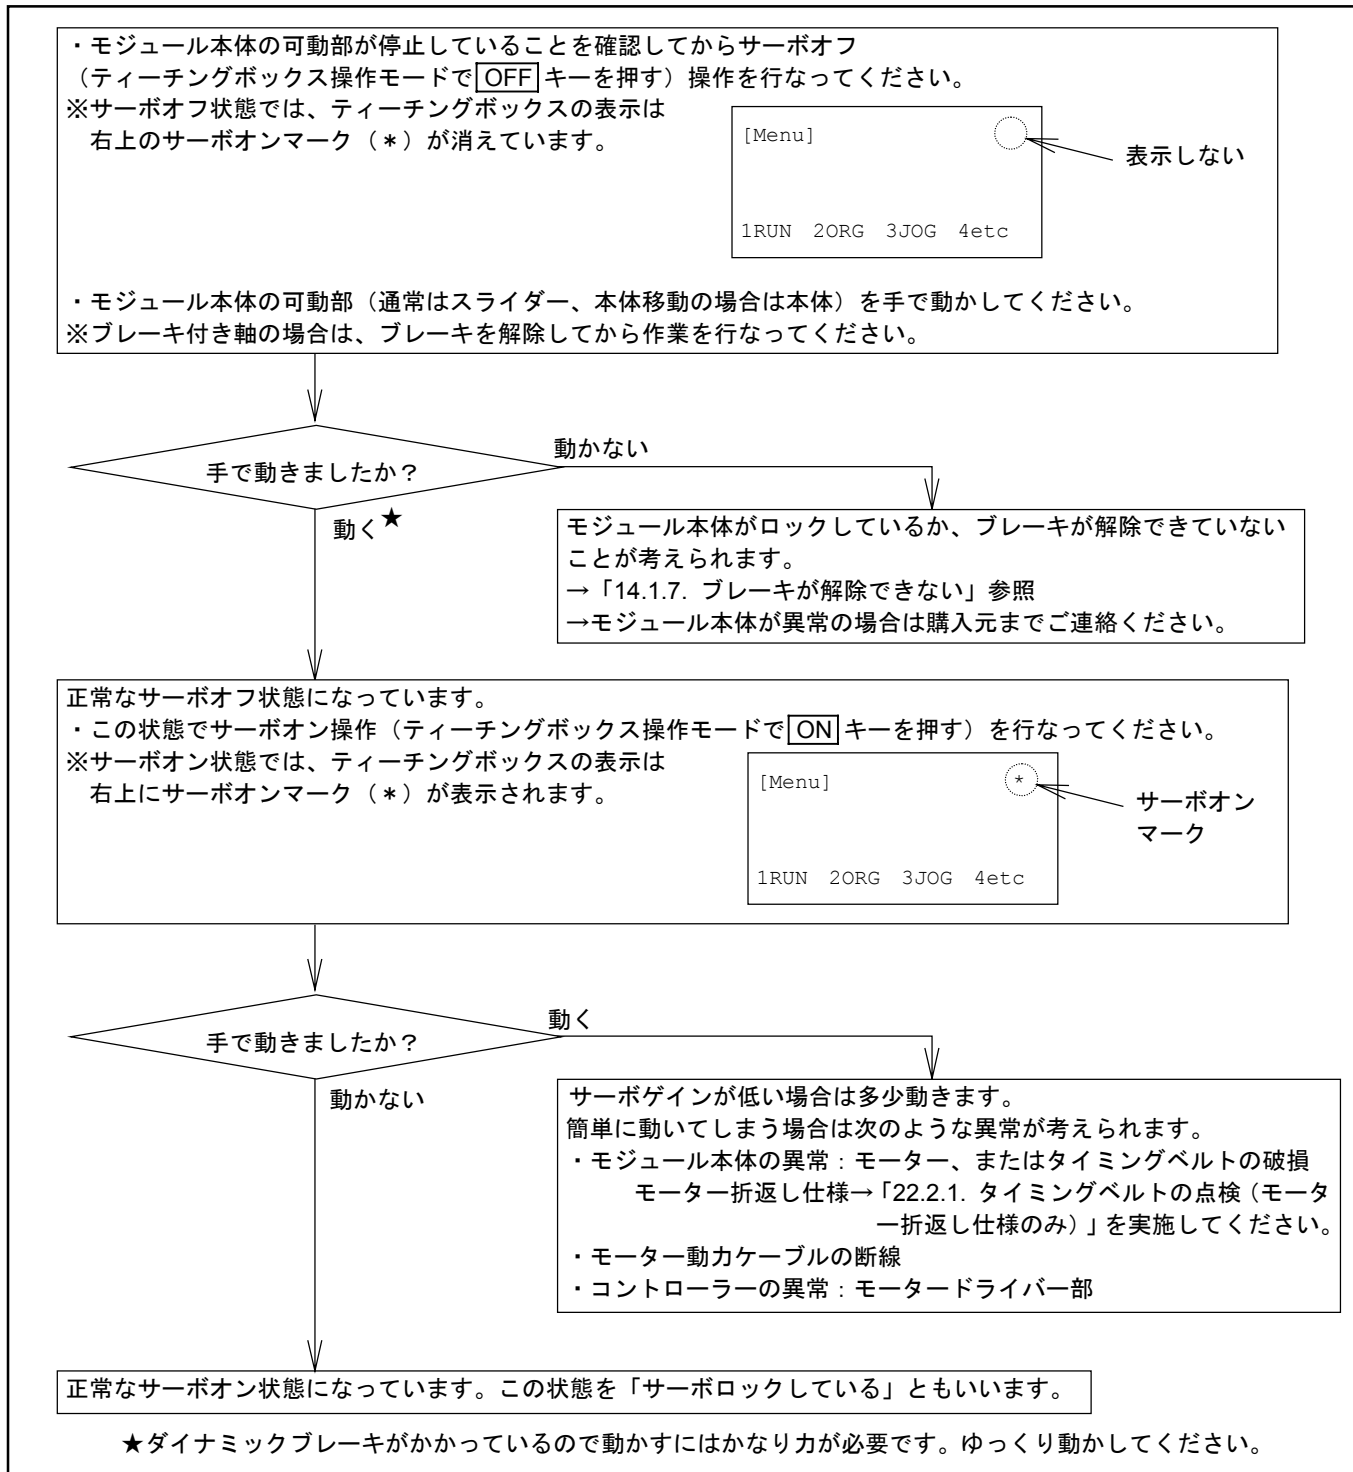 ・モジュール本体の可動部が停止していることを確認してからサーボオフ
（ティーチングボックス操作モードで OFF キーを押す）操作を行なってください。
※サーボオフ状態では、ティーチングボックスの表示は
右上のサーボオンマーク（＊）が消えています。
[Menu]
表示しない
1RUN 2ORG 3JOG 4etc
・モジュール本体の可動部（通常はスライダー、本体移動の場合は本体）を手で動かしてください。
※ブレーキ付き軸の場合は、ブレーキを解除してから作業を行なってください。
手で動きましたか？
動かない
動く★
モジュール本体がロックしているか、ブレーキが解除できていない
ことが考えられます。
→「14.1.7. ブレーキが解除できない」参照
→モジュール本体が異常の場合は購入元までご連絡ください。
正常なサーボオフ状態になっています。
・この状態でサーボオン操作（ティーチングボックス操作モードで ON キーを押す）を行なってください。
※サーボオン状態では、ティーチングボックスの表示は
右上にサーボオンマーク（＊）が表示されます。
[Menu] *
サーボオン
マーク
1RUN 2ORG 3JOG 4etc
手で動きましたか？
動く
動かない
サーボゲインが低い場合は多少動きます。
簡単に動いてしまう場合は次のような異常が考えられます。
・モジュール本体の異常：モーター、またはタイミングベルトの破損
モーター折返し仕様→「22.2.1. タイミングベルトの点検（モータ
ー折返し仕様のみ）」を実施してください。
・モーター動力ケーブルの断線
・コントローラーの異常：モータードライバー部
正常なサーボオン状態になっています。この状態を「サーボロックしている」ともいいます。
★ダイナミックブレーキがかかっているので動かすにはかなり力が必要です。ゆっくり動かしてください。